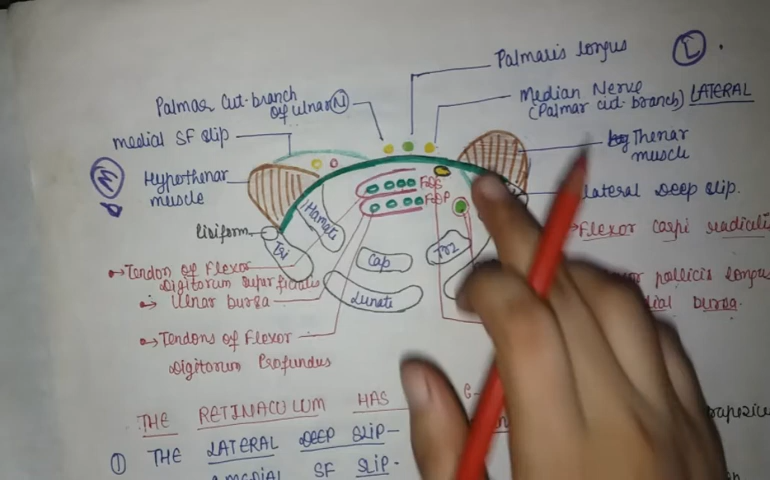 Palmaris longus
L
Palmar cut-branch of ulnar N
Median Nerve
(Palmar cut-branch) LATERAL
medial SF slip
Thenar muscle
M
Hypothenar muscle
lateral Deep slip.
FDS
FDP
Hamate
Pisiform
Tri
Cap
TR2
Lunate
Flexor Carpi
Tendon of Flexor
Digitorum superficialis
Ulnar bursa
pollicis longus
bursa.
Tendons of Flexor
Digitorum Profundus
THE RETINACULUM HAS
① THE LATERAL DEEP SLIP-
MEDIAL SF SLIP-